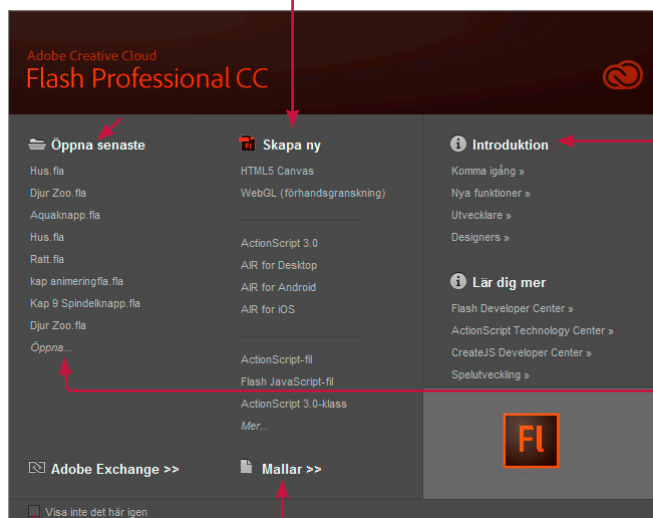 Adobe Creative Cloud
Flash Professional CC
Öppna senaste
Hus.fla
Djur Zoo.fla
Aquaknapp.fla
Hus.fla
Ratt.fla
kap animeringfla.fla
Kap 9 Spindelknapp.fla
Djur Zoo.fla
Öppna...
Adobe Exchange >>
Skapa ny
HTML5 Canvas
WebGL (förhandsgranskning)
ActionScript 3.0
AIR for Desktop
AIR for Android
AIR for iOS
ActionScript-fil
Flash JavaScript-fil
ActionScript 3.0-klass
Mer...
Mallar >>
Introduktion
Komma igång »
Nya funktioner »
Utvecklare »
Designers »
Lär dig mer
Flash Developer Center »
ActionScript Technology Center »
CreateJS Developer Center »
Spelutveckling »
Fl
Visa inte det här igen